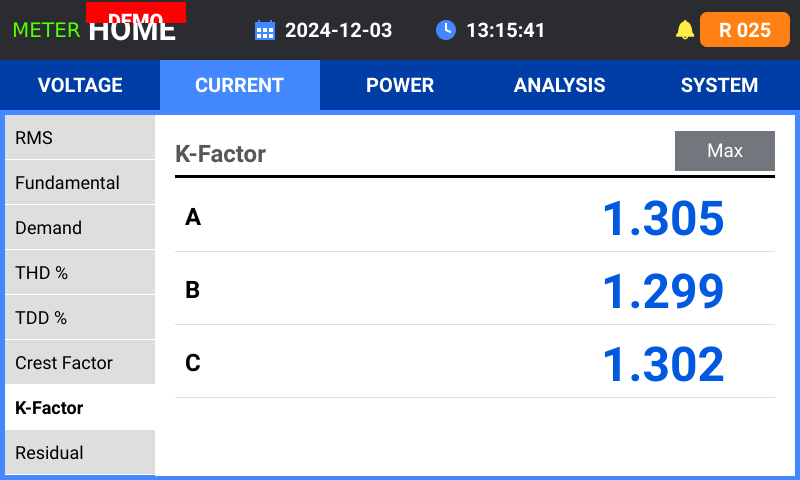 METER DEMO HOME 2024-12-03 13:15:41 R 025
VOLTAGE CURRENT POWER ANALYSIS SYSTEM
RMS
Fundamental
Demand
THD %
TDD %
Crest Factor
K-Factor
Residual
K-Factor Max
A 1.305
B 1.299
C 1.302